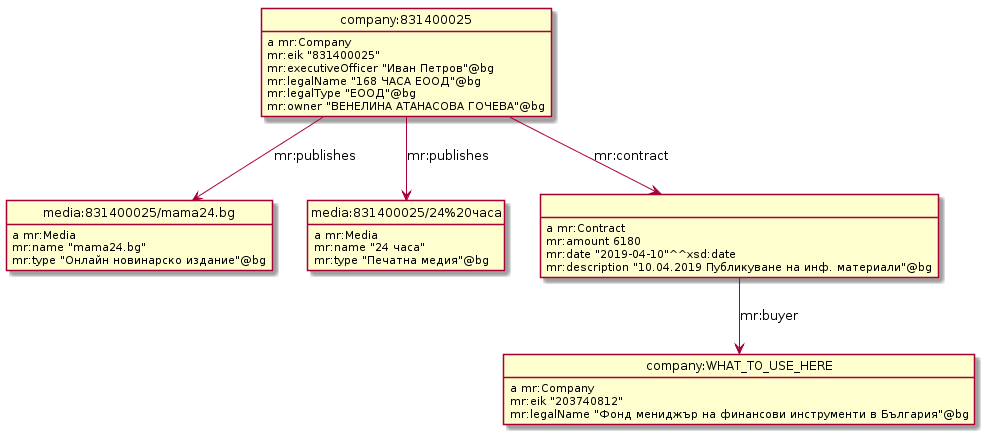 company:831400025
a mr:Company
mr:eik "831400025"
mr:executiveOfficer "Иван Петров"@bg
mr:legalName "168 ЧАСА ЕООД"@bg
mr:legalType "ЕООД"@bg
mr:owner "ВЕНЕЛИНА АТАНАСОВА ГОЧЕВА"@bg
mr:publishes
mr:publishes
mr:contract
media:831400025/mama24.bg
a mr:Media
mr:name "mama24.bg"
mr:type "Онлайн новинарско издание"@bg
media:831400025/24%20часа
a mr:Media
mr:name "24 часа"
mr:type "Печатна медия"@bg
a mr:Contract
mr:amount 6180
mr:date "2019-04-10"^^xsd:date
mr:description "10.04.2019 Публикуване на инф. материали"@bg
mr:buyer
company:WHAT_TO_USE_HERE
a mr:Company
mr:eik "203740812"
mr:legalName "Фонд мениджър на финансови инструменти в България"@bg